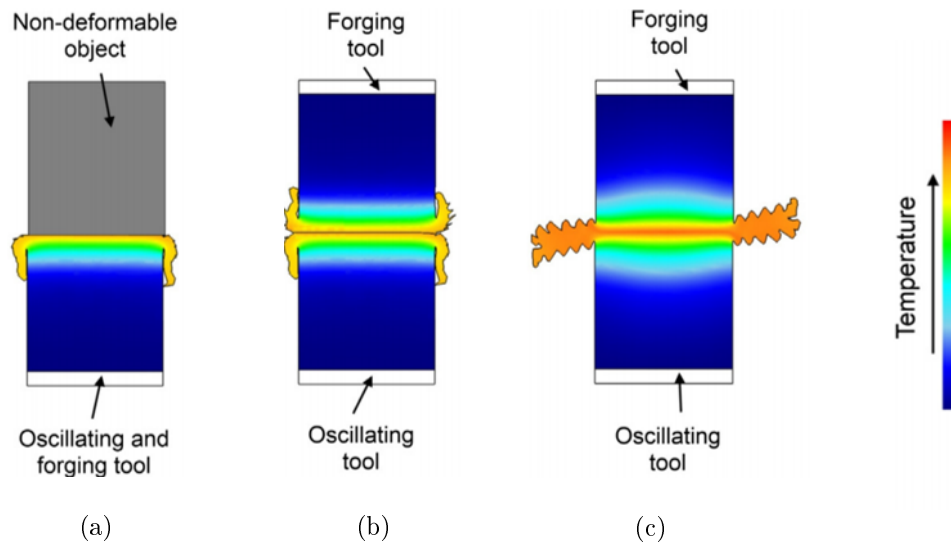 Non-deformable
object
Oscillating and
forging tool
(a)
Forging
tool
Oscillating
tool
(b)
Forging
tool
Oscillating
tool
(c)
Temperature